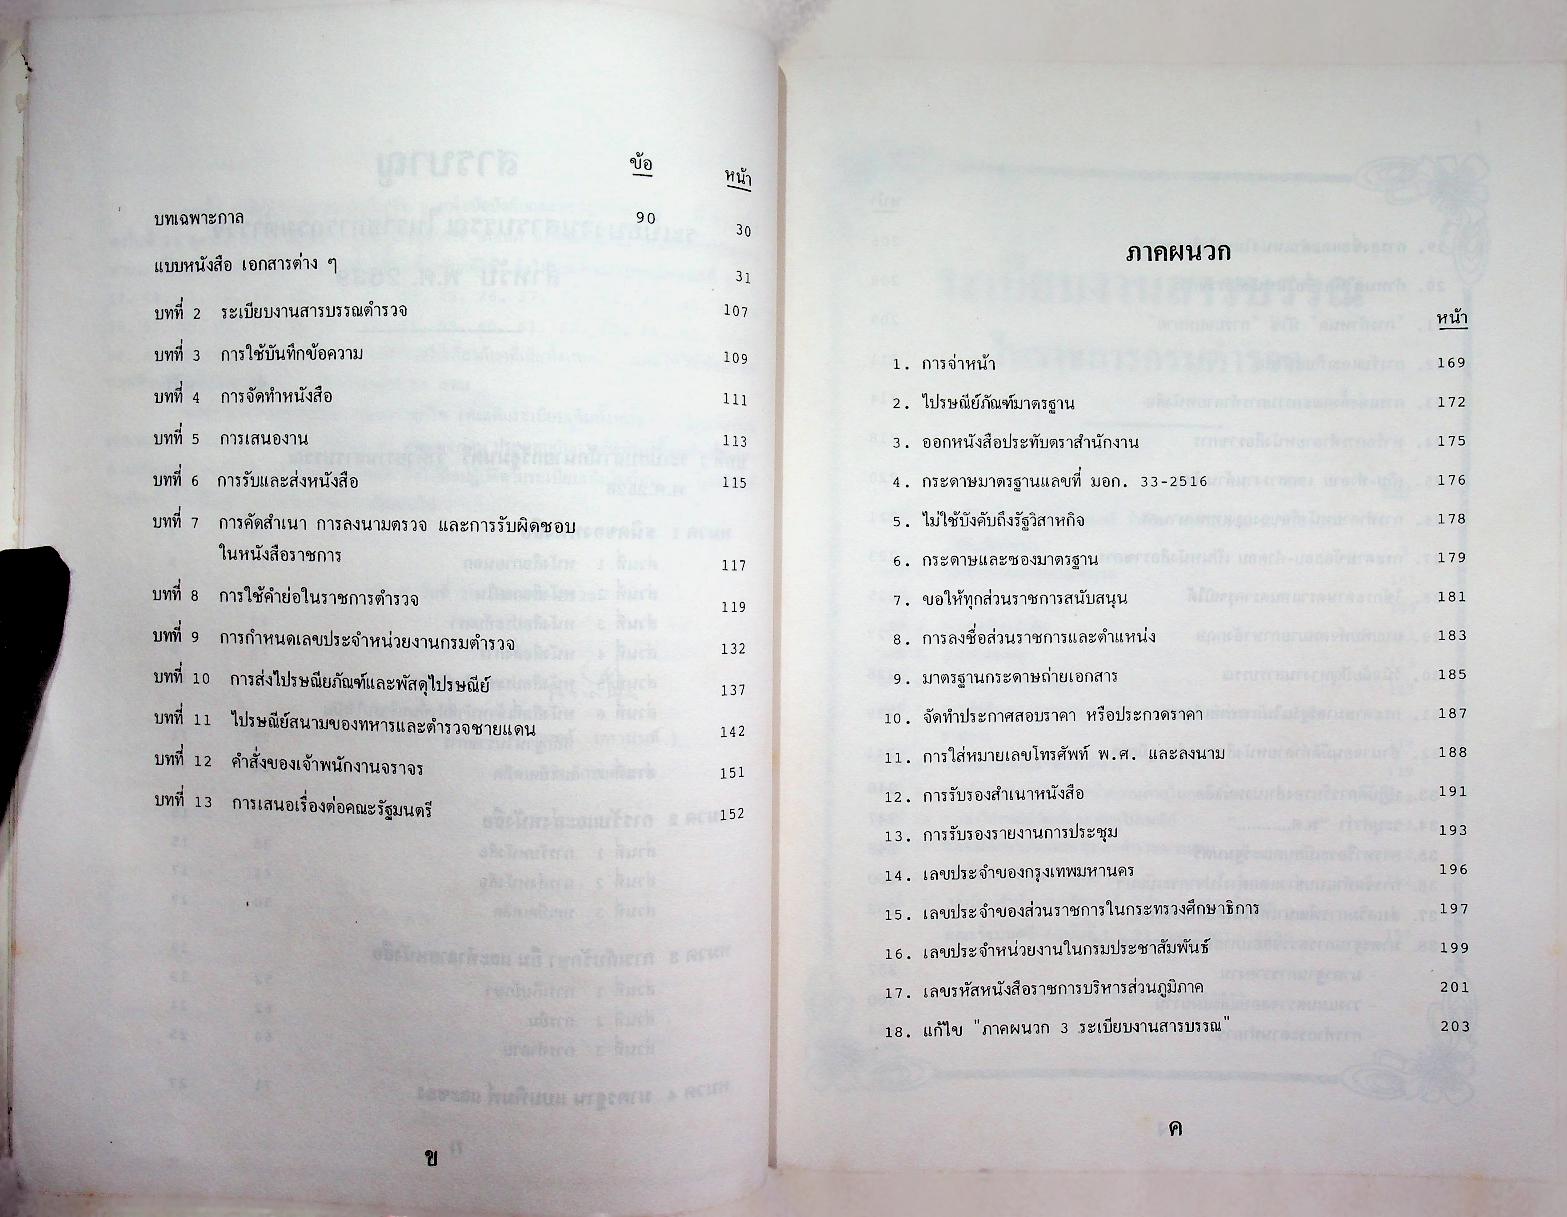 ข้อ หน้า
บทเฉพาะกาล 90 30
แบบหนังสือ เอกสารต่าง ๆ 31
บทที่ 2 ระเบียบงานสารบรรณตำรวจ 107
บทที่ 3 การใช้บันทึกข้อความ 109
บทที่ 4 การจัดทำหนังสือ 111
บทที่ 5 การเสนองาน 113
บทที่ 6 การรับและส่งหนังสือ 115
บทที่ 7 การคัดสำเนา การลงนามตรวจ และการรับผิดชอบ
ในหนังสือราชการ 117
บทที่ 8 การใช้คำย่อในราชการตำรวจ 119
บทที่ 9 การกำหนดเลขประจำหน่วยงานกรมตำรวจ 132
บทที่ 10 การส่งไปรษณียภัณฑ์และพัสดุไปรษณีย์ 137
บทที่ 11 ไปรษณีย์สนามของทหารและตำรวจชายแดน 142
บทที่ 12 คำสั่งของเจ้าพนักงานจราจร 151
บทที่ 13 การเสนอเรื่องต่อคณะรัฐมนตรี 152
ข
ภาคผนวก
หน้า
1. การจ่าหน้า 169
2. ไปรษณีย์ภัณฑ์มาตรฐาน 172
3. ออกหนังสือประทับตราสำนักงาน 175
4. กระดาษมาตรฐานแลขที่ มอก. 33-2516 176
5. ไม่ใช้บังคับถึงรัฐวิสาหกิจ 178
6. กระดาษและซองมาตรฐาน 179
7. ขอให้ทุกส่วนราชการสนับสนุน 181
8. การลงชื่อส่วนราชการและตำแหน่ง 183
9. มาตรฐานกระดาษถ่ายเอกสาร 185
10. จัดทำประกาศสอบราคา หรือประกวดราคา 187
11. การใส่หมายเลขโทรศัพท์ พ.ศ. และลงนาม 188
12. การรับรองสำเนาหนังสือ 191
13. การรับรองรายงานการประชุม 193
14. เลขประจำของกรุงเทพมหานคร 196
15. เลขประจำของส่วนราชการในกระทรวงศึกษาธิการ 197
16. เลขประจำหน่วยงานในกรมประชาสัมพันธ์ 199
17. เลขรหัสหนังสือราชการบริหารส่วนภูมิภาค 201
18. แก้ไข "ภาคผนวก 3 ระเบียบงานสารบรรณ" 203
ค